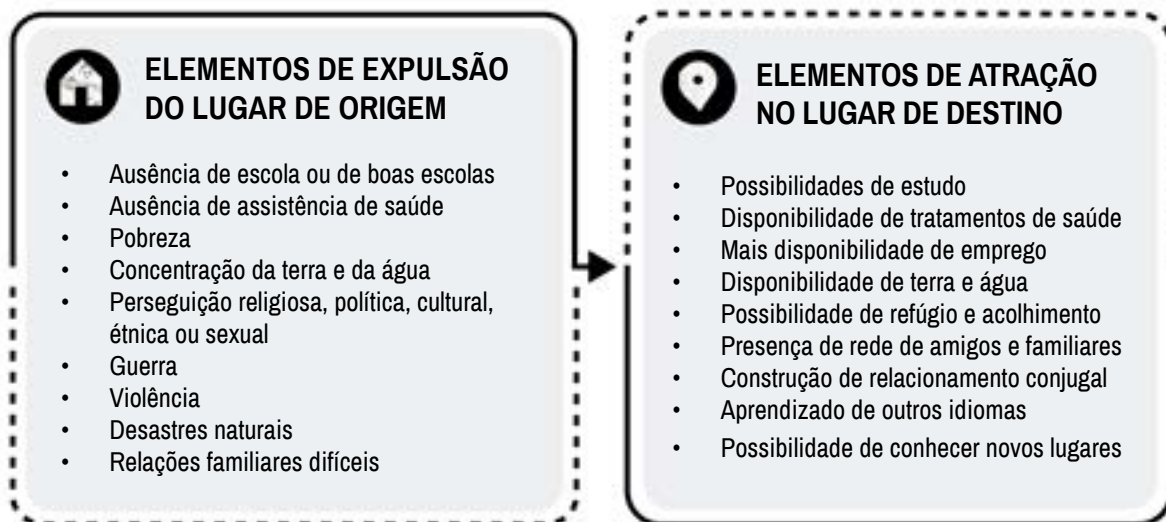 ELEMENTOS DE EXPULSÃO
DO LUGAR DE ORIGEM
• Ausência de escola ou de boas escolas
• Ausência de assistência de saúde
• Pobreza
• Concentração da terra e da água
• Perseguição religiosa, política, cultural,
étnica ou sexual
• Guerra
• Violência
• Desastres naturais
• Relações familiares difíceis
ELEMENTOS DE ATRAÇÃO
NO LUGAR DE DESTINO
• Possibilidades de estudo
• Disponibilidade de tratamentos de saúde
• Mais disponibilidade de emprego
• Disponibilidade de terra e água
• Possibilidade de refúgio e acolhimento
• Presença de rede de amigos e familiares
• Construção de relacionamento conjugal
• Aprendizado de outros idiomas
• Possibilidade de conhecer novos lugares